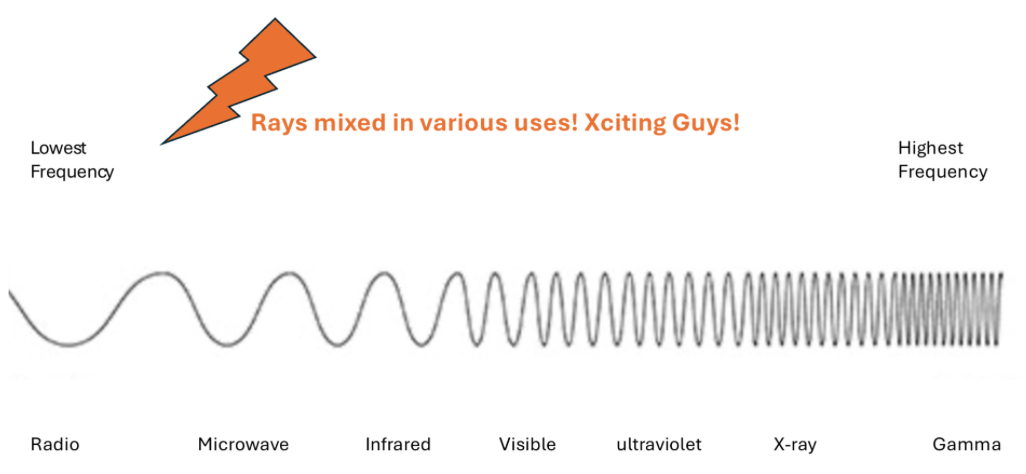 Rays mixed in various uses! Xciting Guys!
Lowest
Frequency
Highest
Frequency
Radio
Microwave
Infrared
Visible
ultraviolet
X-ray
Gamma